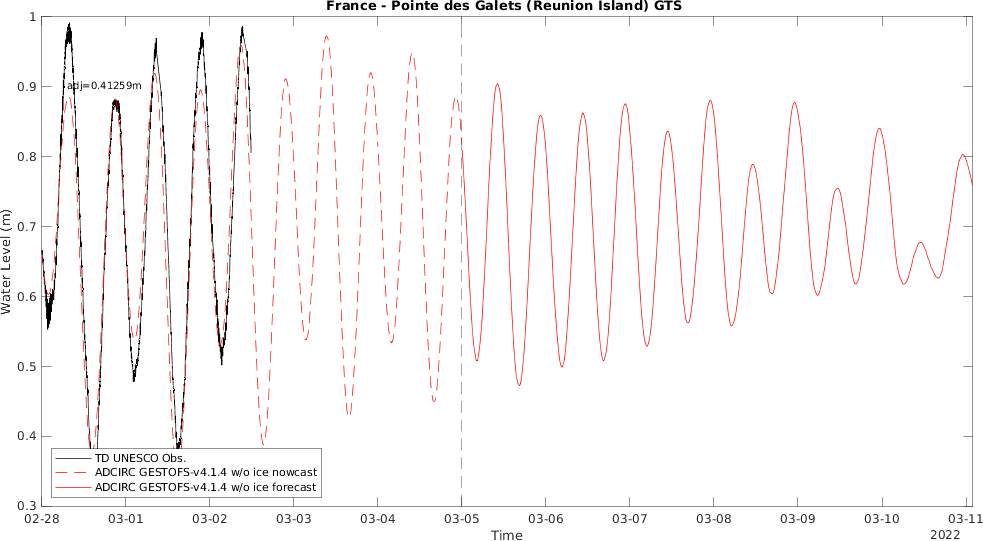 France - Pointe des Galets (Reunion Island) GTS
1
0.9
0.8
0.7
0.6
0.5
0.4
0.3
Water Level (m)
adj=0.41259m
TD UNESCO Obs.
ADCIRC GESTOFS-v4.1.4 w/o ice nowcast
ADCIRC GESTOFS-v4.1.4 w/o ice forecast
02-28 03-01 03-02 03-03 03-04 03-05 03-06 03-07 03-08 03-09 03-10 03-11
Time
2022